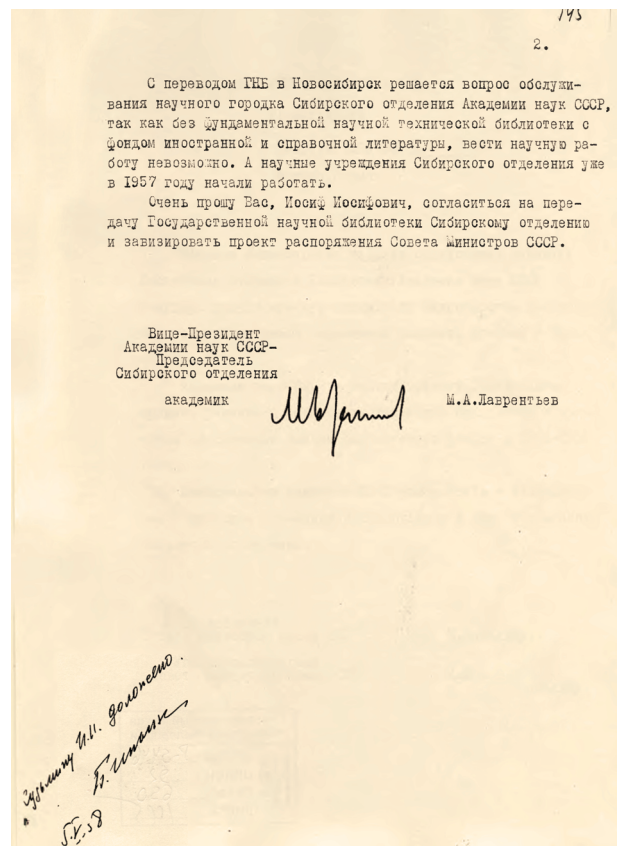 145
2.
С переводом ГНБ в Новосибирск решается вопрос обслужи-
вания научного городка Сибирского отделения Академии наук СССР,
так как без фундаментальной научной технической библиотеки с
фондом иностранной и справочной литературы, вести научную ра-
боту невозможно. А научные учреждения Сибирского отделения уже
в 1957 году начали работать.
Очень прошу Вас, Иосиф Иосифович, согласиться на пере-
дачу Государственной научной библиотеки Сибирскому отделению
и завизировать проект распоряжения Совета Министров СССР.
Вице-Президент
Академии наук СССР-
Председатель
Сибирского отделения
академик
М.А.Лаврентьев
Кузьмину И.И. доложено.
5.V.58